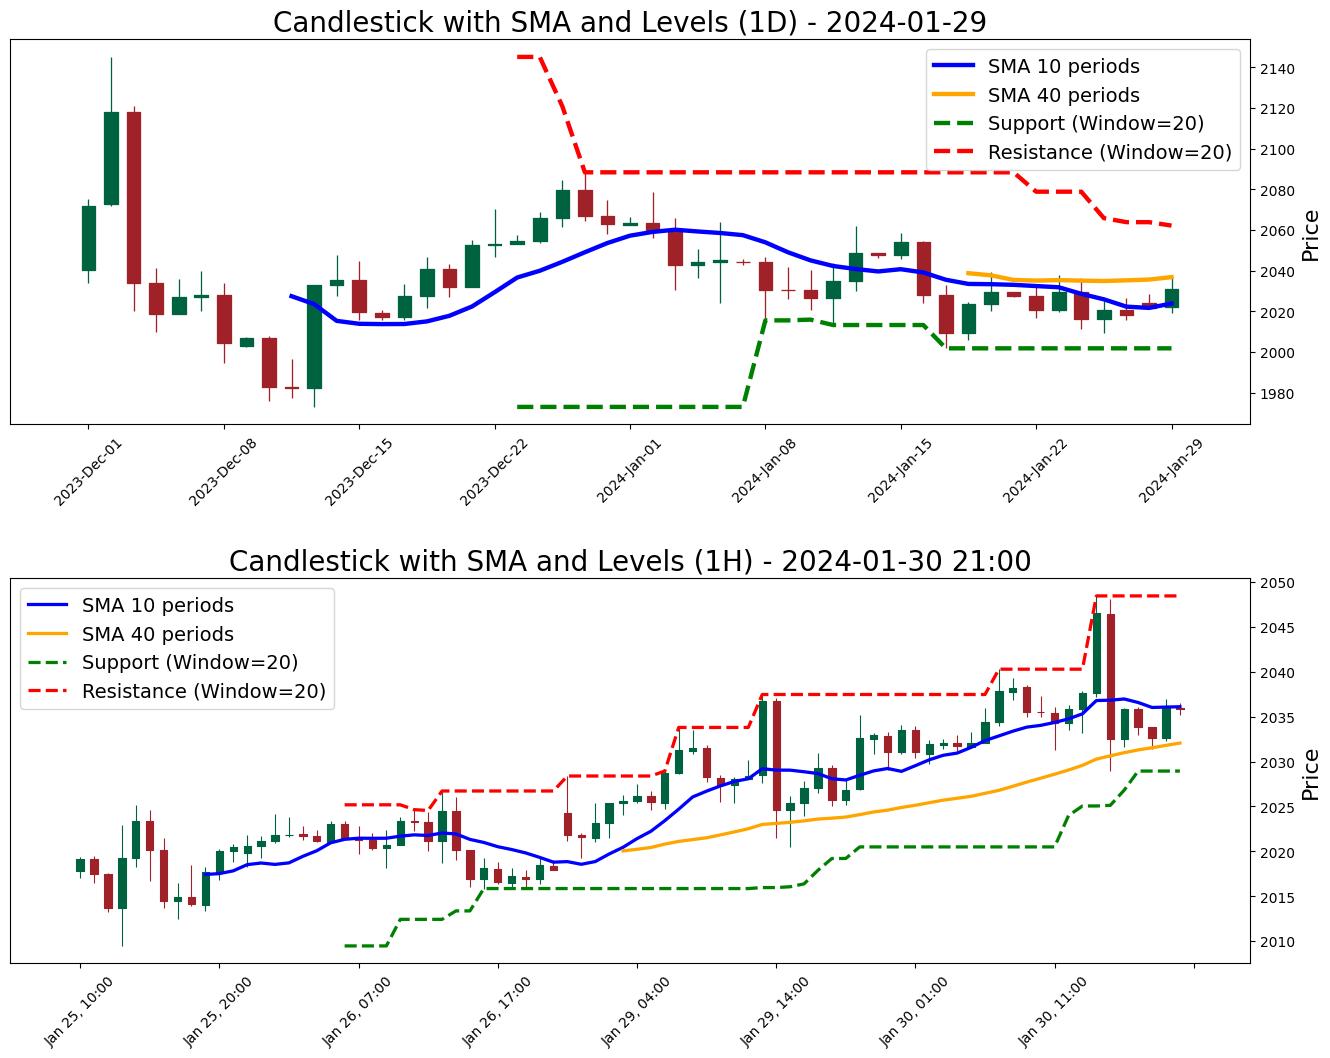 Candlestick with SMA and Levels (1D) - 2024-01-29
SMA 10 periods
SMA 40 periods
Support (Window=20)
Resistance (Window=20)
2140
2120
2100
2080
2060
2040
2020
2000
1980
Price
2023-Dec-01
2023-Dec-08
2023-Dec-15
2023-Dec-22
2024-Jan-01
2024-Jan-08
2024-Jan-15
2024-Jan-22
2024-Jan-29
Candlestick with SMA and Levels (1H) - 2024-01-30 21:00
SMA 10 periods
SMA 40 periods
Support (Window=20)
Resistance (Window=20)
2050
2045
2040
2035
2030
2025
2020
2015
2010
Price
Jan 25, 10:00
Jan 25, 20:00
Jan 26, 07:00
Jan 26, 17:00
Jan 29, 04:00
Jan 29, 14:00
Jan 30, 01:00
Jan 30, 11:00